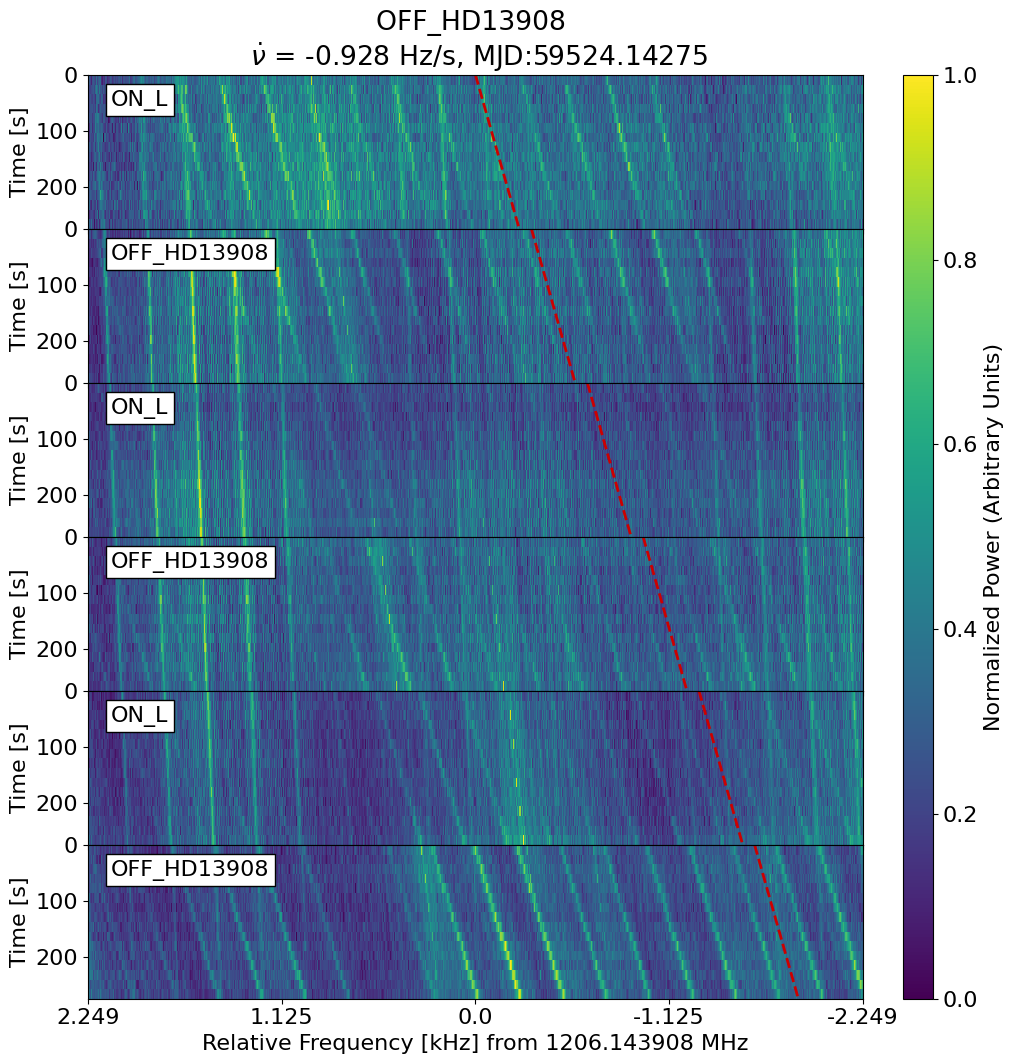 OFF_HD13908
ν̇ = -0.928 Hz/s, MJD:59524.14275
0
100
200
Time [s]
ON_L
0
100
200
Time [s]
OFF_HD13908
0
100
200
Time [s]
ON_L
0
100
200
Time [s]
OFF_HD13908
0
100
200
Time [s]
ON_L
0
100
200
Time [s]
OFF_HD13908
2.249 1.125 0.0 -1.125 -2.249
Relative Frequency [kHz] from 1206.143908 MHz
1.0
0.8
0.6
0.4
0.2
0.0
Normalized Power (Arbitrary Units)